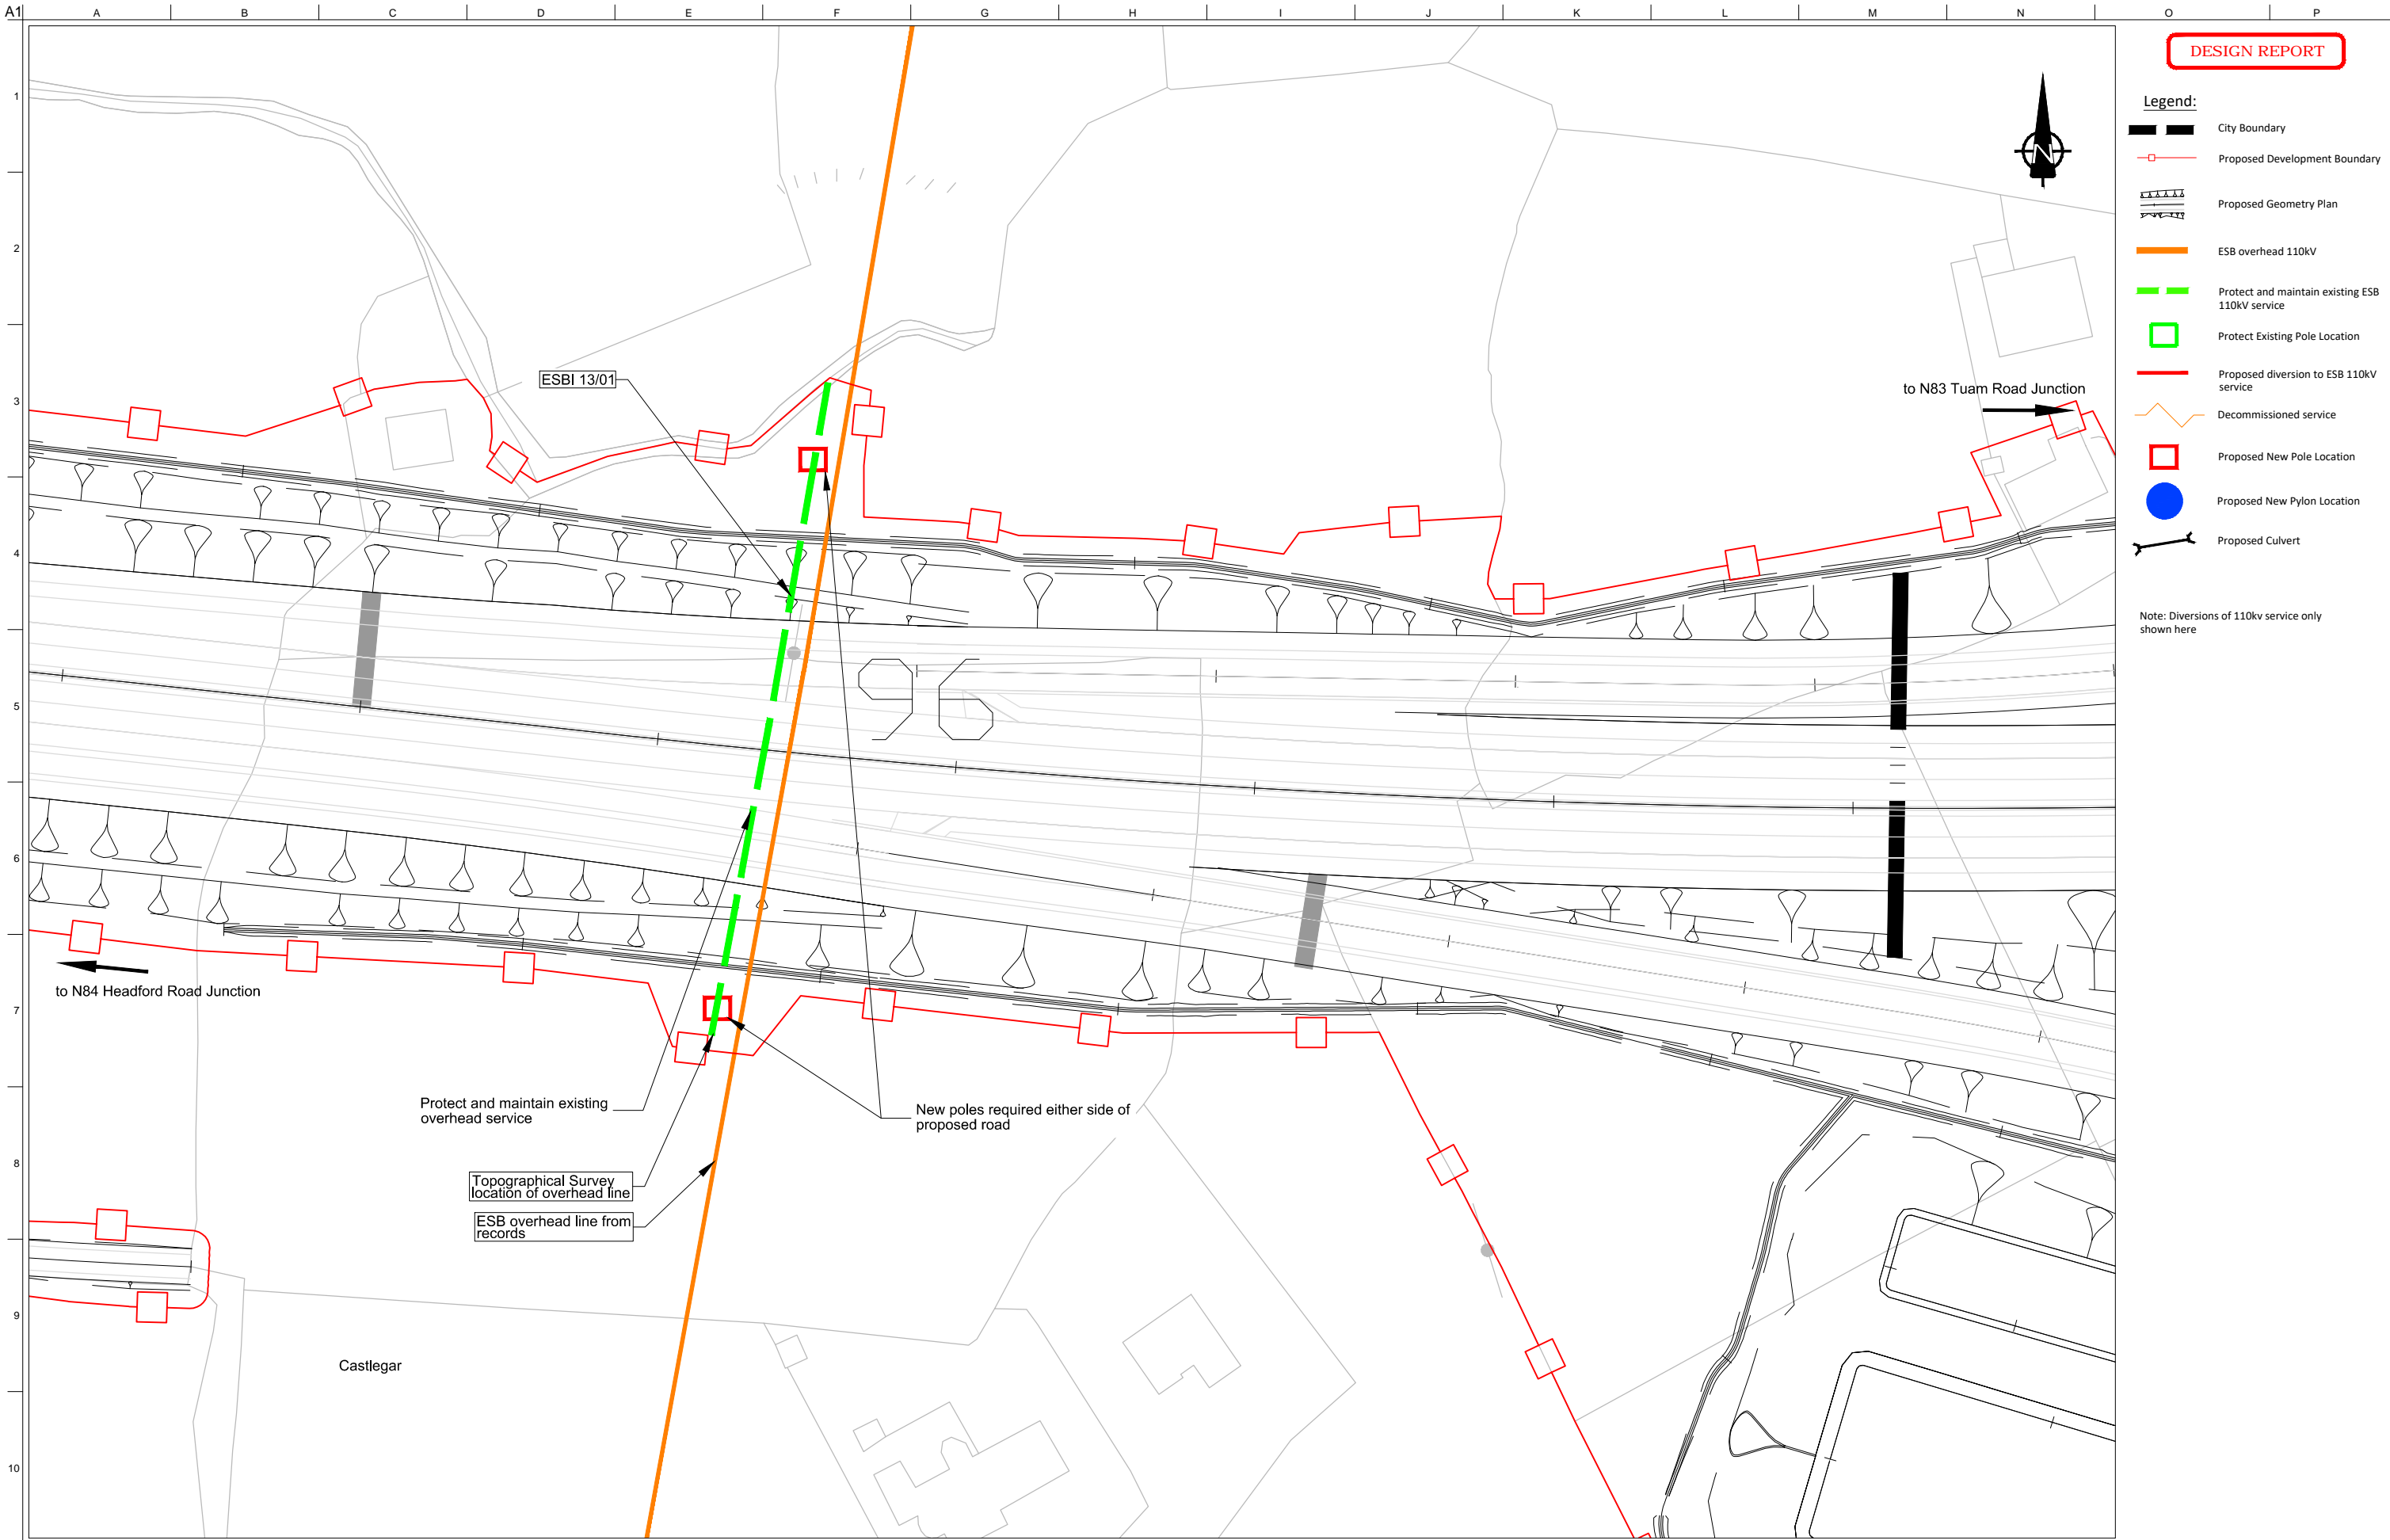 A1
A
B
C
D
E
F
G
H
I
J
K
L
M
N
O
P
1
2
3
4
5
6
7
8
9
10
DESIGN REPORT
Legend:
City Boundary
Proposed Development Boundary
Proposed Geometry Plan
ESB overhead 110kV
Protect and maintain existing ESB
110kV service
Protect Existing Pole Location
Proposed diversion to ESB 110kV
service
Decommissioned service
Proposed New Pole Location
Proposed New Pylon Location
Proposed Culvert
Note: Diversions of 110kv service only
shown here
N
ESBI 13/01
to N83 Tuam Road Junction
95
to N84 Headford Road Junction
Protect and maintain existing
overhead service
New poles required either side of
proposed road
Topographical Survey
location of overhead line
ESB overhead line from
records
Castlegar